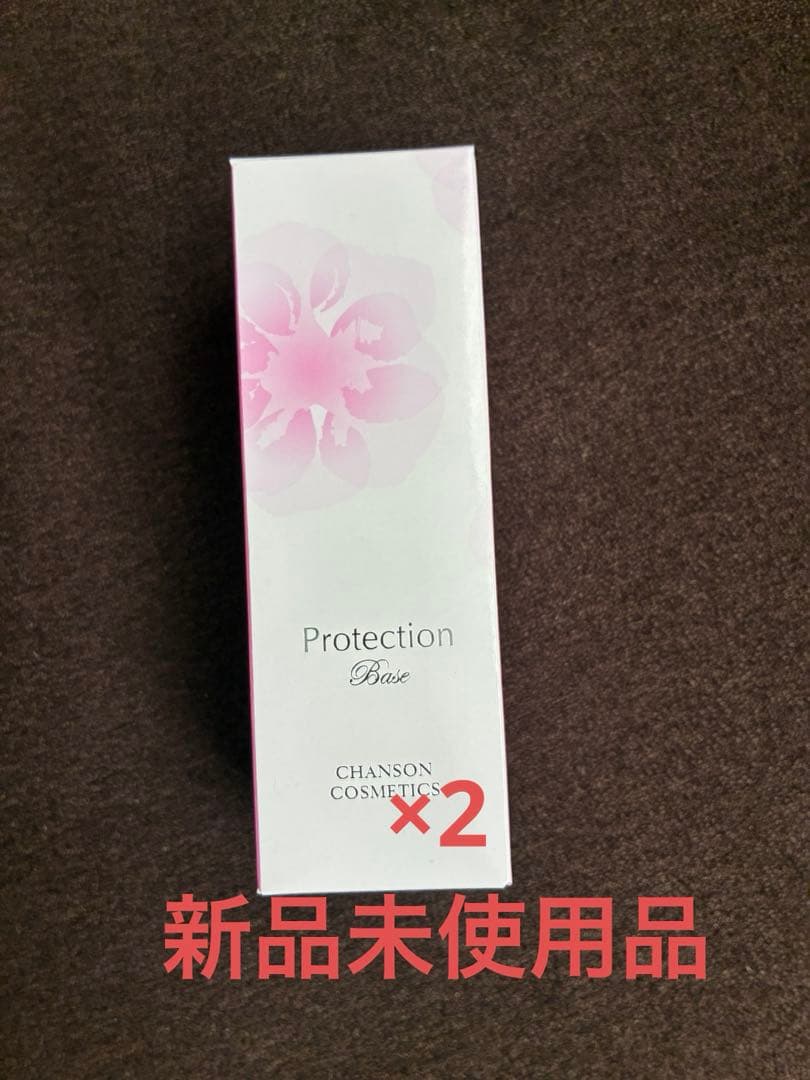 Protection
Base
CHANSON
COSMETICS
×2
新品未使用品